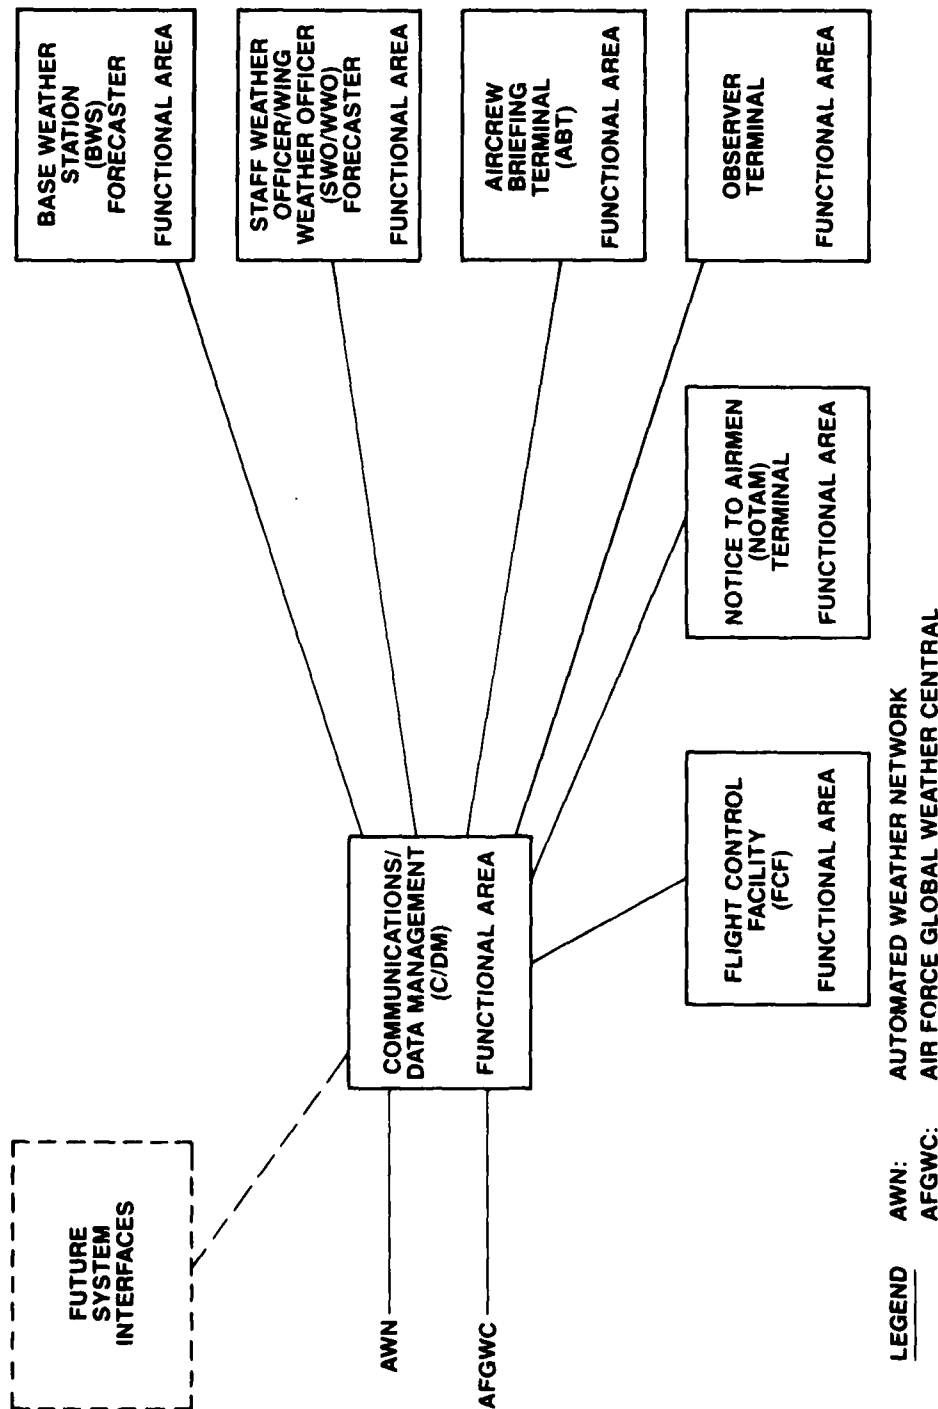 FUTURE
SYSTEM
INTERFACES
AWN
AFGWC
COMMUNICATIONS/
DATA MANAGEMENT
(C/DM)
FUNCTIONAL AREA
BASE WEATHER
STATION
(BWS)
FORECASTER
FUNCTIONAL AREA
STAFF WEATHER
OFFICER/WING
WEATHER OFFICER
(SWO/WWO)
FORECASTER
FUNCTIONAL AREA
AIRCREW
BRIEFING
TERMINAL
(ABT)
FUNCTIONAL AREA
OBSERVER
TERMINAL
FUNCTIONAL AREA
FLIGHT CONTROL
FACILITY
(FCF)
FUNCTIONAL AREA
NOTICE TO AIRMEN
(NOTAM)
TERMINAL
FUNCTIONAL AREA
LEGEND AWN: AUTOMATED WEATHER NETWORK
AFGWC: AIR FORCE GLOBAL WEATHER CENTRAL